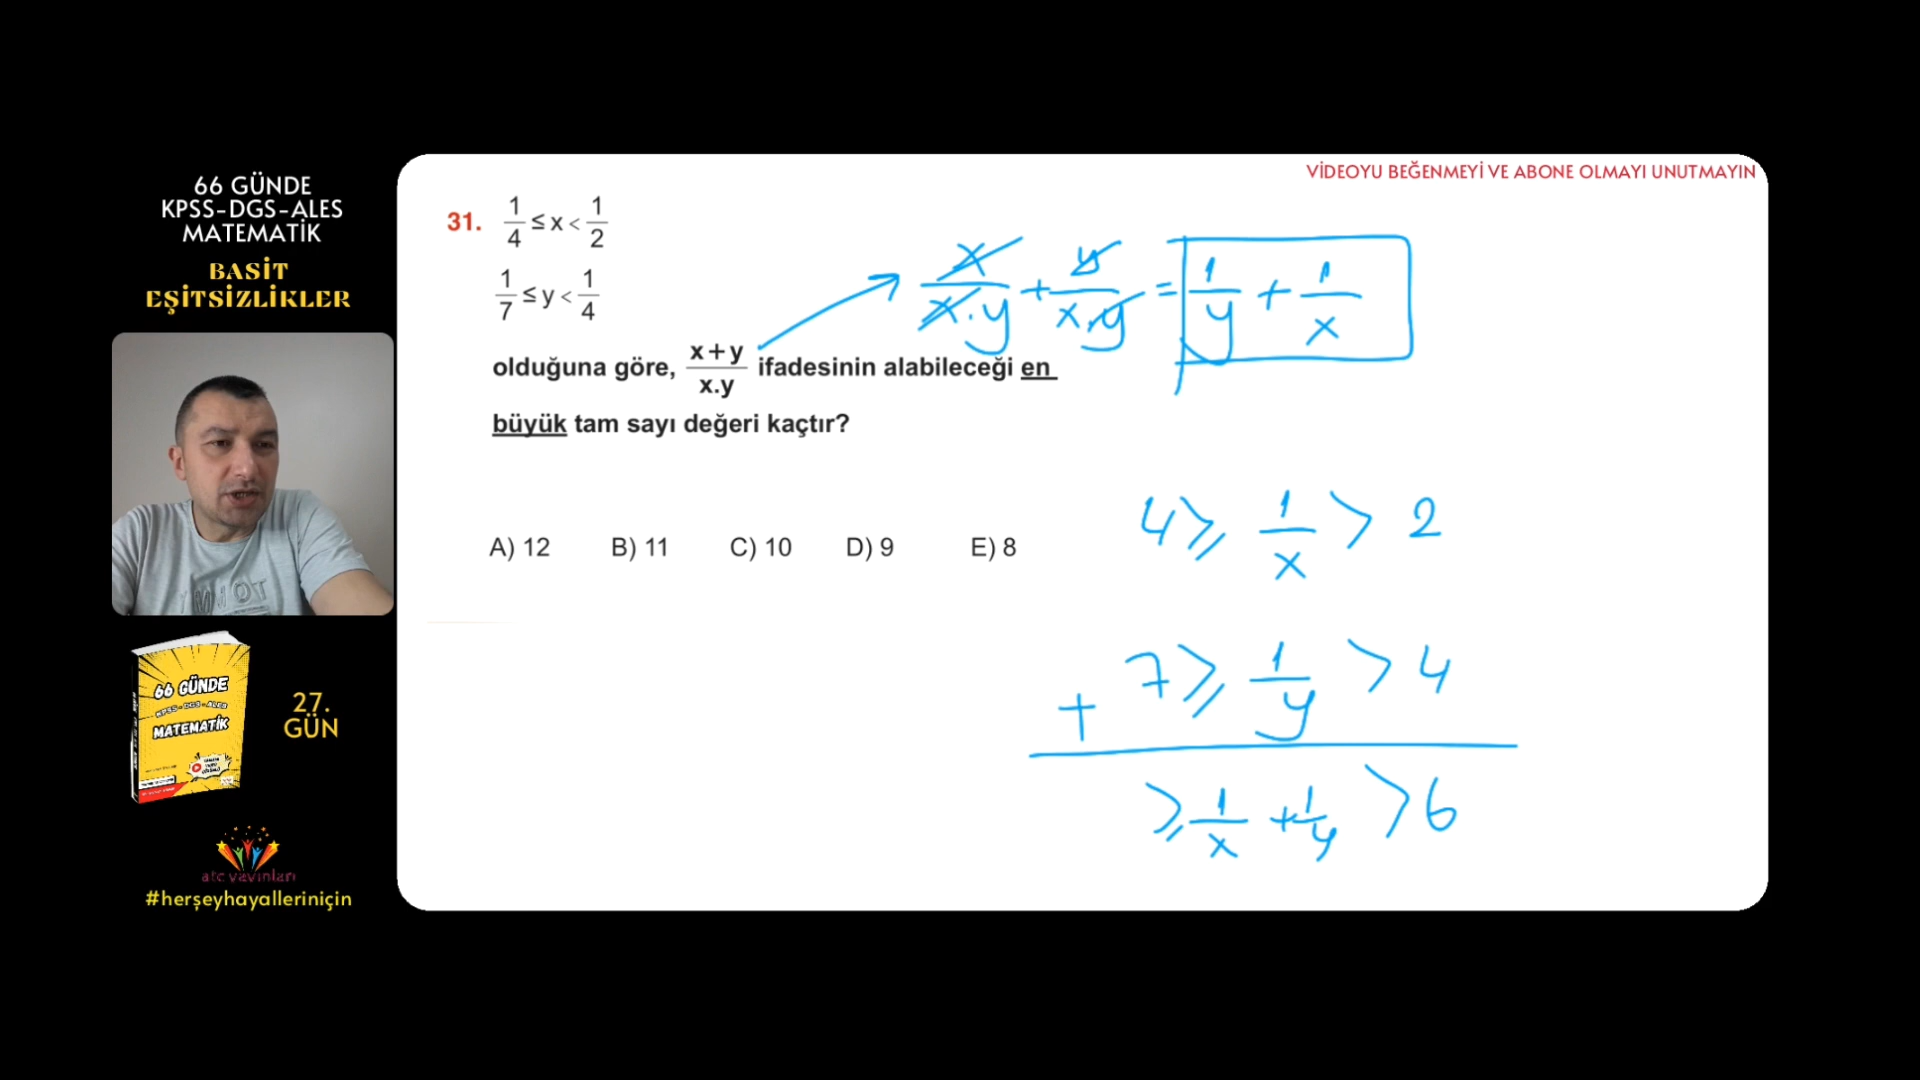 VİDEOYU BEĞENMEYİ VE ABONE OLMAYI UNUTMAYIN
66 GÜNDE
KPSS-DGS-ALES
MATEMATİK
BASİT
EŞİTSİZLİKLER
31. 1/4 ≤ x < 1/2
1/7 ≤ y < 1/4
olduğuna göre, x+y/x.y ifadesinin alabileceği en
büyük tam sayı değeri kaçtır?
A) 12 B) 11 C) 10 D) 9 E) 8
x/x.y + y/x.y = 1/y + 1/x
4 ≥ 1/x > 2
+ 7 ≥ 1/y > 4
≥ 1/x + 1/y > 6
66 GÜNDE
KPSS-DGS-ALES
MATEMATİK
27.
GÜN
atc yayınları
#herşeyhayalleriniçin